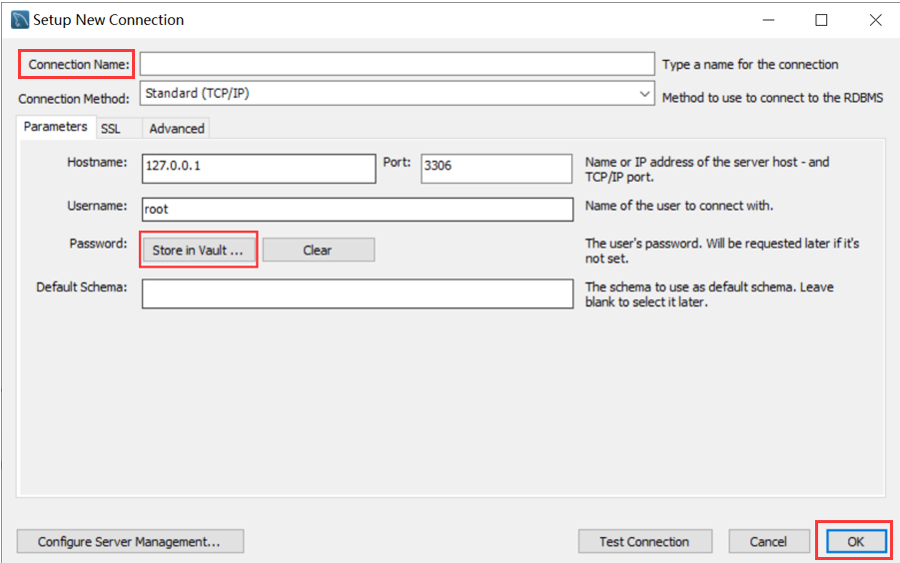 Setup New Connection
Connection Name:
Type a name for the connection
Connection Method:
Standard (TCP/IP)
Method to use to connect to the RDBMS
Parameters
SSL
Advanced
Hostname:
127.0.0.1
Port:
3306
Name or IP address of the server host - and
TCP/IP port.
Username:
root
Name of the user to connect with.
Password:
Store in Vault ...
Clear
The user's password. Will be requested later if it's
not set.
Default Schema:
The schema to use as default schema. Leave
blank to select it later.
Configure Server Management...
Test Connection
Cancel
OK